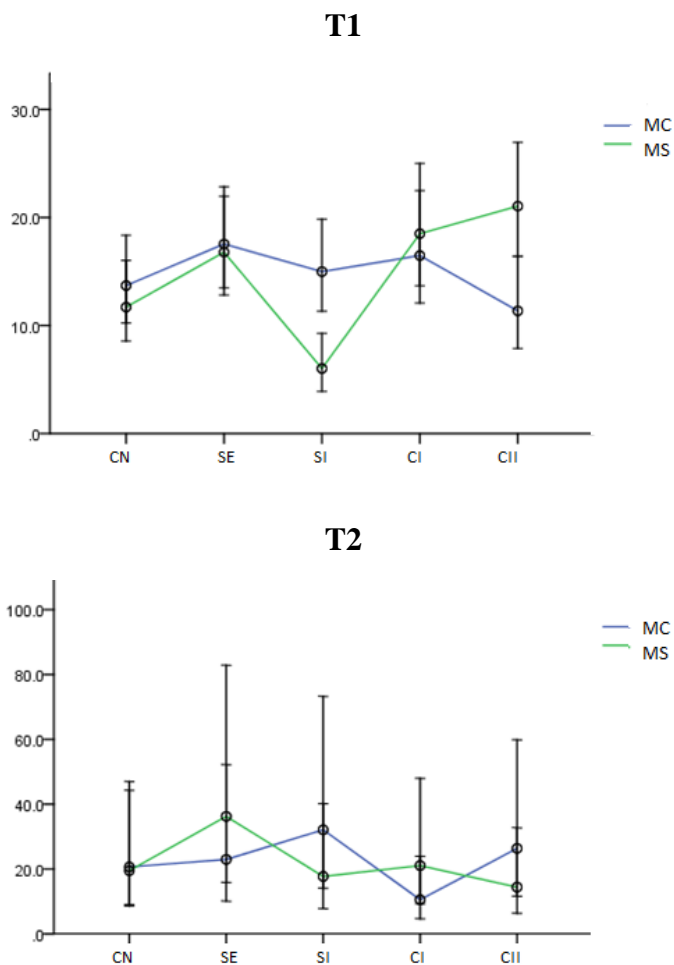 T1
30.0
20.0
10.0
.0
CN SE SI CI CII
MC
MS
T2
100.0
80.0
60.0
40.0
20.0
.0
CN SE SI CI CII
MC
MS